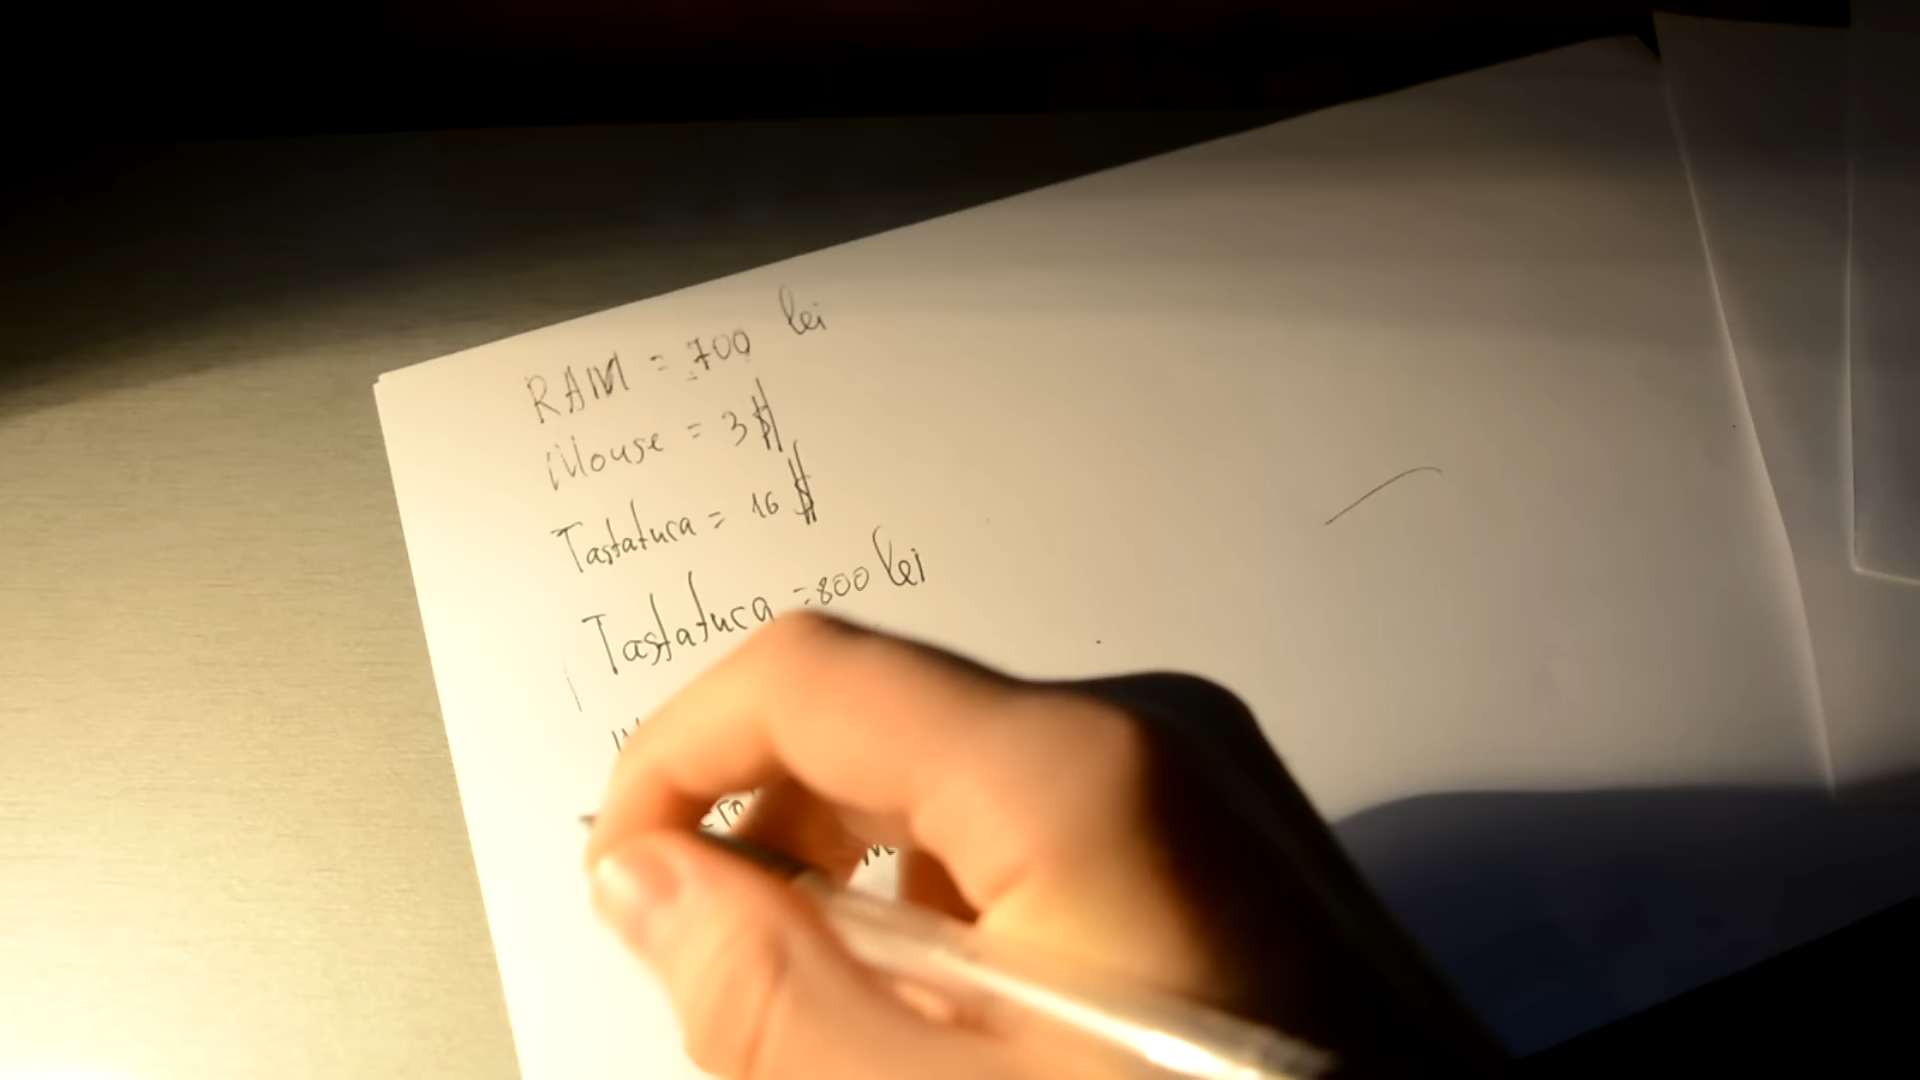 RAM = 700 lei
Mouse = 3$
Tastatura = 16 $
Tastatura = 800 lei